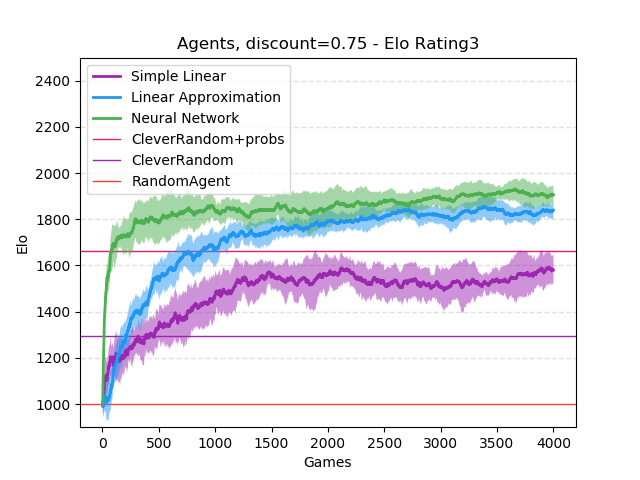 Agents, discount=0.75 - Elo Rating3
Simple Linear
Linear Approximation
Neural Network
CleverRandom+probs
CleverRandom
RandomAgent
2400
2200
2000
1800
1600
1400
1200
1000
Elo
0
500
1000
1500
2000
2500
3000
3500
4000
Games